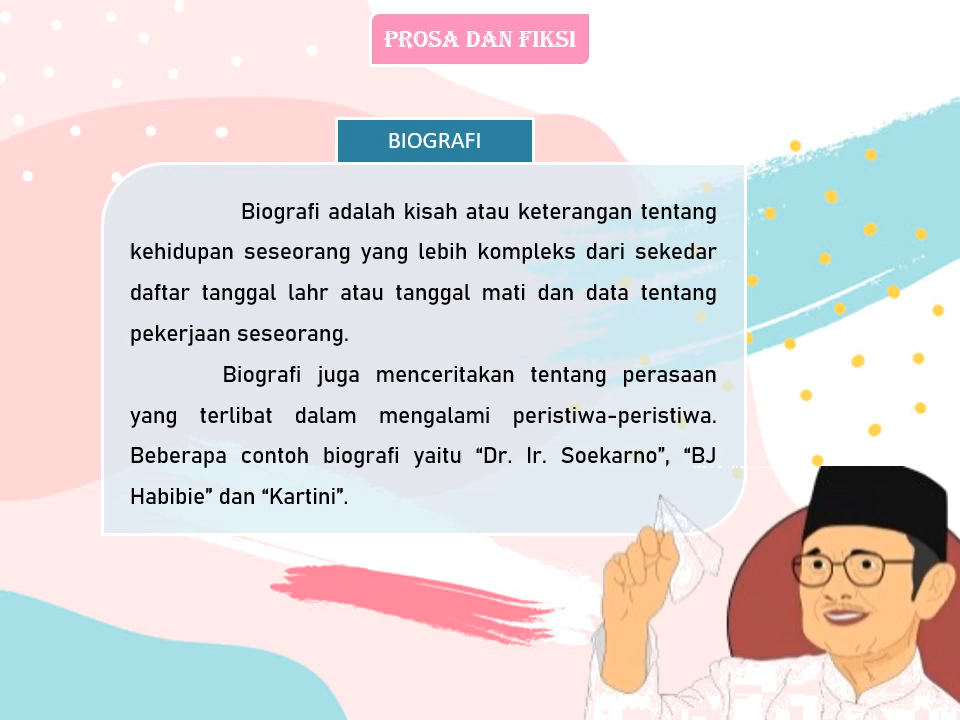 PROSA DAN FIKSI
BIOGRAFI
Biografi adalah kisah atau keterangan tentang
kehidupan seseorang yang lebih kompleks dari sekedar
daftar tanggal lahr atau tanggal mati dan data tentang
pekerjaan seseorang.
Biografi juga menceritakan tentang perasaan
yang terlibat dalam mengalami peristiwa-peristiwa.
Beberapa contoh biografi yaitu “Dr. Ir. Soekarno”, “BJ
Habibie” dan “Kartini”.